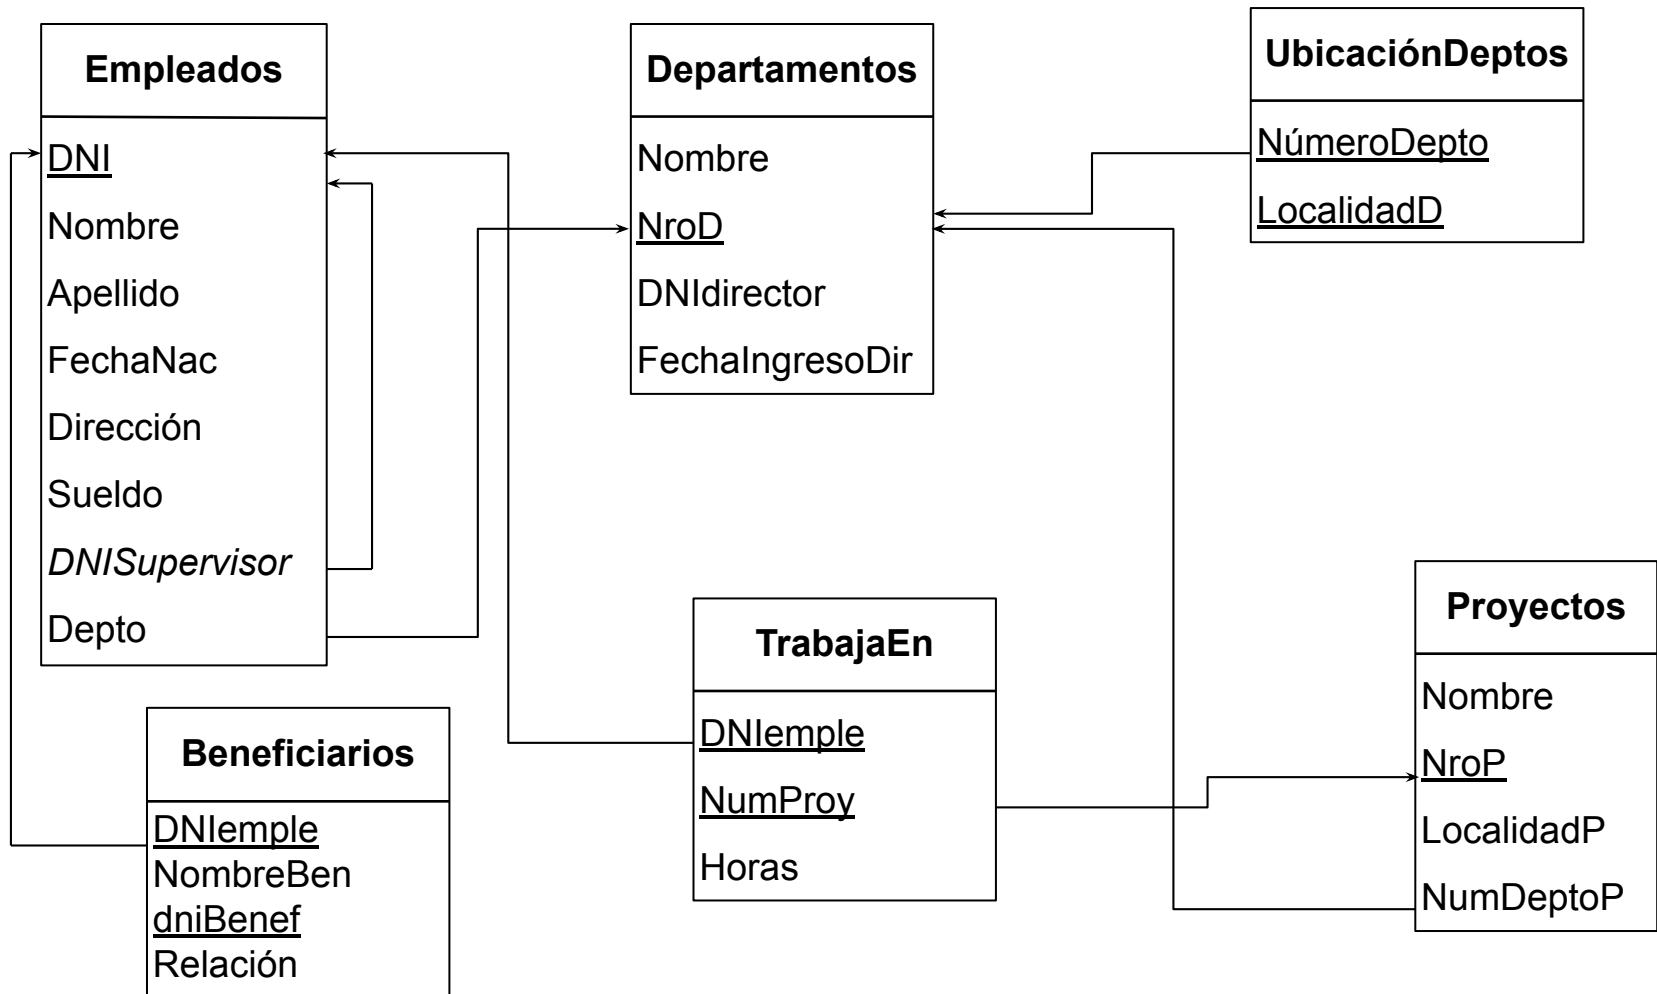 Empleados
DNI
Nombre
Apellido
FechaNac
Dirección
Sueldo
DNISupervisor
Depto
Departamentos
Nombre
NroD
DNIdirector
FechaIngresoDir
UbicaciónDeptos
NúmeroDepto
LocalidadD
Beneficiarios
DNIemple
NombreBen
dniBenef
Relación
TrabajaEn
DNIemple
NumProy
Horas
Proyectos
Nombre
NroP
LocalidadP
NumDeptoP